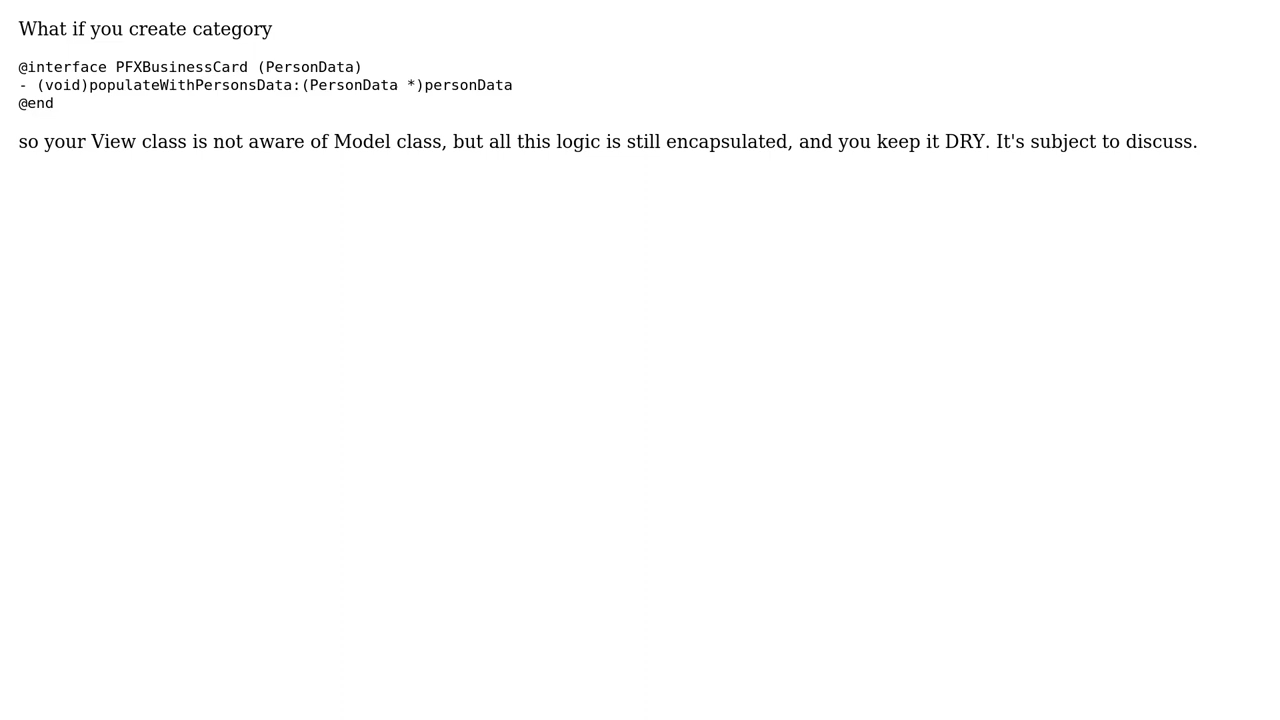 What if you create category
@interface PFXBusinessCard (PersonData)
- (void)populateWithPersonsData:(PersonData *)personData
@end
so your View class is not aware of Model class, but all this logic is still encapsulated, and you keep it DRY. It's subject to discuss.